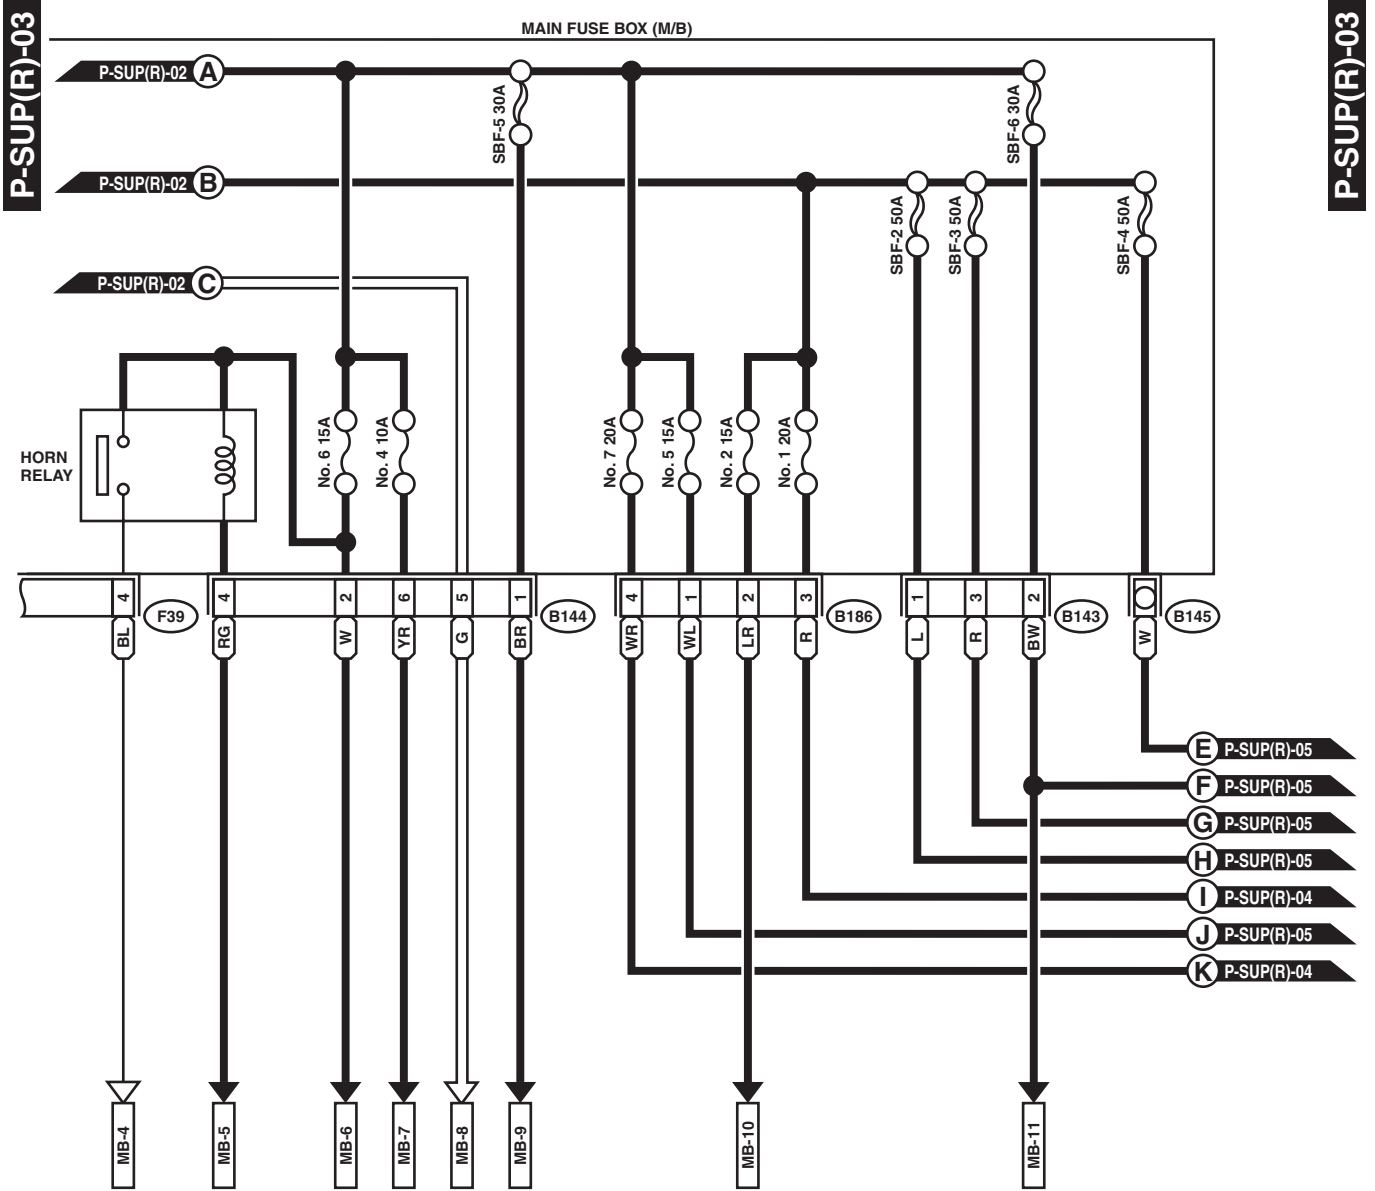 P-SUP(R)-03
MAIN FUSE BOX (M/B)
P-SUP(R)-03
P-SUP(R)-02 A
SBF-5 30A
SBF-6 30A
P-SUP(R)-02 B
SBF-2 50A
SBF-3 50A
SBF-4 50A
P-SUP(R)-02 C
HORN
RELAY
No. 6 15A
No. 4 10A
No. 7 20A
No. 5 15A
No. 2 15A
No. 1 20A
4
F39
4
2
6
5
1
B144
4
1
2
3
B186
1
3
2
B143
B145
BL
RG
W
YR
G
BR
WR
WL
LR
R
L
R
BW
W
E P-SUP(R)-05
F P-SUP(R)-05
G P-SUP(R)-05
H P-SUP(R)-05
I P-SUP(R)-04
J P-SUP(R)-05
K P-SUP(R)-04
MB-4
MB-5
MB-6
MB-7
MB-8
MB-9
MB-10
MB-11